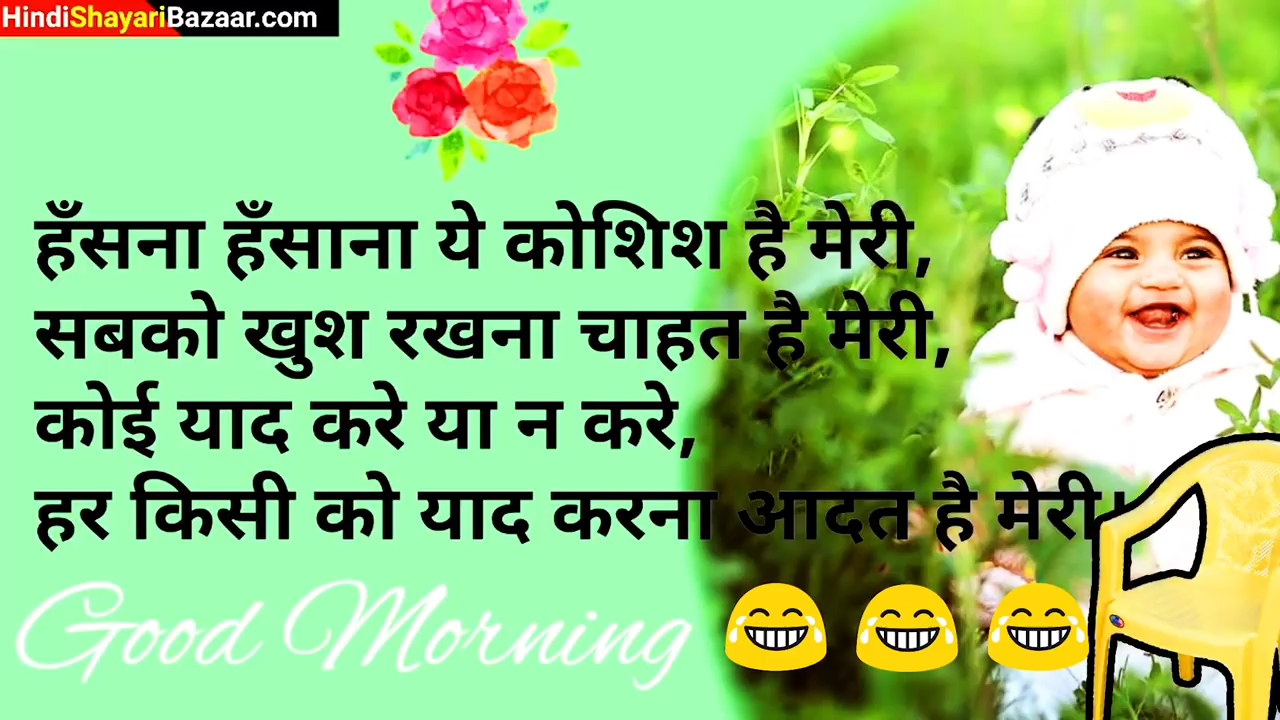 HindiShayariBazaar.com
हँसना हँसाना ये कोशिश है मेरी,
सबको खुश रखना चाहत है मेरी,
कोई याद करे या न करे,
हर किसी को याद करना आदत है मेरी।
Good Morning